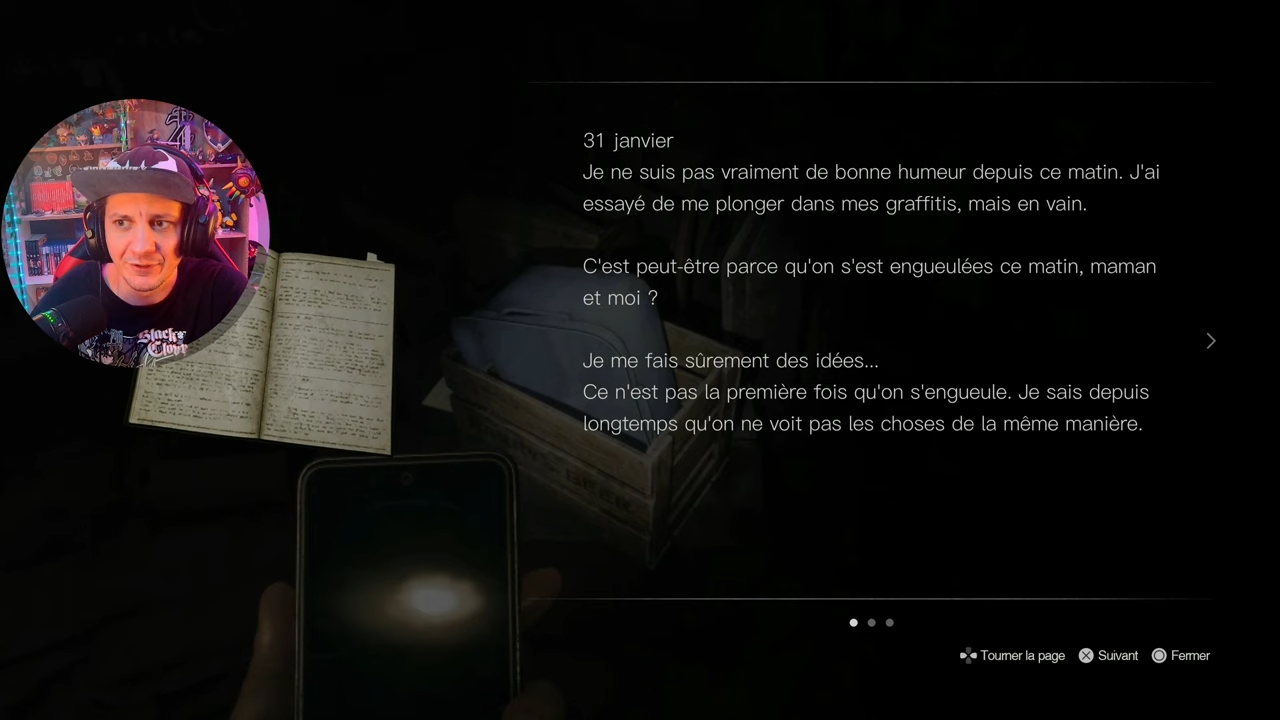 31 janvier
Je ne suis pas vraiment de bonne humeur depuis ce matin. J'ai
essayé de me plonger dans mes graffitis, mais en vain.
C'est peut-être parce qu'on s'est engueulées ce matin, maman
et moi ?
Je me fais sûrement des idées...
Ce n'est pas la première fois qu'on s'engueule. Je sais depuis
longtemps qu'on ne voit pas les choses de la même manière.
Tourner la page Suivant Fermer
Black
Clover